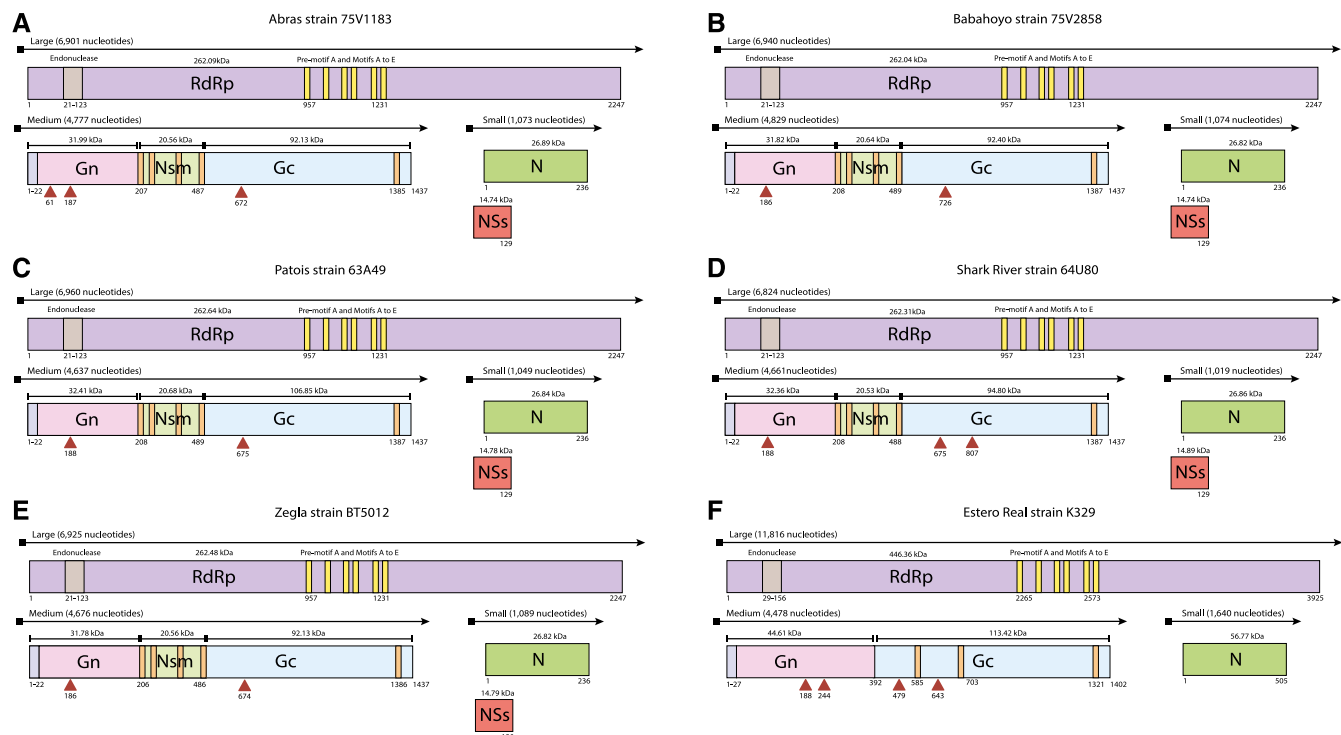 A
Abras strain 75V1183
Large (6,901 nucleotides)
Endonuclease
262.09kDa
Pre-motif A and Motifs A to E
RdRp
1
21-123
957
1231
2247
Medium (4,777 nucleotides)
Small (1,073 nucleotides)
31.99 kDa
20.56 kDa
92.13 kDa
26.89 kDa
Gn
Nsm
Gc
N
1-22
207
487
1385
1437
1
236
61
187
672
14.74 kDa
NSs
129
B
Babahoyo strain 75V2858
Large (6,940 nucleotides)
Endonuclease
262.04 kDa
Pre-motif A and Motifs A to E
RdRp
1
21-123
957
1231
2247
Medium (4,829 nucleotides)
Small (1,074 nucleotides)
31.82 kDa
20.64 kDa
92.40 kDa
26.82 kDa
Gn
Nsm
Gc
N
1-22
208
489
1387
1437
1
236
186
726
14.74 kDa
NSs
129
C
Patois strain 63A49
Large (6,960 nucleotides)
Endonuclease
262.64 kDa
Pre-motif A and Motifs A to E
RdRp
1
21-123
957
1231
2247
Medium (4,637 nucleotides)
Small (1,049 nucleotides)
32.41 kDa
20.68 kDa
106.85 kDa
26.84 kDa
Gn
Nsm
Gc
N
1-22
208
489
1387
1437
1
236
188
675
14.78 kDa
NSs
129
D
Shark River strain 64U80
Large (6,824 nucleotides)
Endonuclease
262.31kDa
Pre-motif A and Motifs A to E
RdRp
1
21-123
957
1231
2247
Medium (4,661nucleotides)
Small (1,019 nucleotides)
32.36 kDa
20.53 kDa
94.80 kDa
26.86 kDa
Gn
Nsm
Gc
N
1-22
208
488
1387
1437
1
236
188
675
807
14.89 kDa
NSs
129
E
Zegla strain BT5012
Large (6,925 nucleotides)
Endonuclease
262.48 kDa
Pre-motif A and Motifs A to E
RdRp
1
21-123
957
1231
2247
Medium (4,676 nucleotides)
Small (1,089 nucleotides)
31.78 kDa
20.56 kDa
92.13 kDa
26.82 kDa
Gn
Nsm
Gc
N
1-22
206
486
1386
1437
1
236
186
674
14.79 kDa
NSs
F
Estero Real strain K329
Large (11,816 nucleotides)
Endonuclease
446.36 kDa
Pre-motif A and Motifs A to E
RdRp
1
29-156
2265
2573
3925
Medium (4,478 nucleotides)
Small (1,640 nucleotides)
44.61 kDa
113.42 kDa
56.77 kDa
Gn
Gc
N
1-27
392
585
703
1321
1402
1
505
188
244
479
643